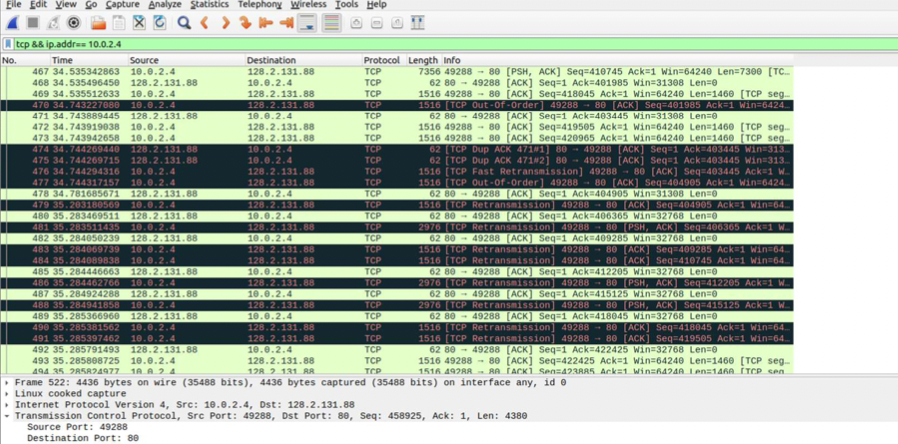 File Edit View Go Capture Analyze Statistics Telephony Wireless Tools Help
tcp && ip.addr== 10.0.2.4
No. Time Source Destination Protocol Length Info
467 34.535342863 10.0.2.4 128.2.131.88 TCP 7356 49288 → 80 [PSH, ACK] Seq=410745 Ack=1 Win=64240 Len=7300 [TC…
468 34.535496450 128.2.131.88 10.0.2.4 TCP 62 80 → 49288 [ACK] Seq=1 Ack=401985 Win=31080 Len=0
469 34.535512633 10.0.2.4 128.2.131.88 TCP 1516 49288 → 80 [ACK] Seq=418045 Ack=1 Win=64240 Len=1460 [TCP seg…
470 34.743227080 10.0.2.4 128.2.131.88 TCP 1516 [TCP Out-Of-Order] 49288 → 80 [ACK] Seq=401985 Ack=1 Win=6424…
471 34.743889445 128.2.131.88 10.0.2.4 TCP 62 80 → 49288 [ACK] Seq=1 Ack=403445 Win=31308 Len=0
472 34.743919038 10.0.2.4 128.2.131.88 TCP 1516 49288 → 80 [ACK] Seq=419505 Ack=1 Win=64240 Len=1460 [TCP seg…
473 34.743942658 10.0.2.4 128.2.131.88 TCP 1516 49288 → 80 [ACK] Seq=420965 Ack=1 Win=64240 Len=1460 [TCP seg…
474 34.744269440 128.2.131.88 10.0.2.4 TCP 62 [TCP Dup ACK 471#1] 80 → 49288 [ACK] Seq=1 Ack=403445 Win=313…
475 34.744269715 128.2.131.88 10.0.2.4 TCP 62 [TCP Dup ACK 471#2] 80 → 49288 [ACK] Seq=1 Ack=403445 Win=313…
476 34.744294316 10.0.2.4 128.2.131.88 TCP 1516 [TCP Fast Retransmission] 49288 → 80 [ACK] Seq=403445 Ack=1 W…
477 34.744317157 10.0.2.4 128.2.131.88 TCP 1516 [TCP Out-Of-Order] 49288 → 80 [ACK] Seq=404905 Ack=1 Win=6424…
478 34.781685671 128.2.131.88 10.0.2.4 TCP 62 80 → 49288 [ACK] Seq=1 Ack=404905 Win=31308 Len=0
479 35.203180569 10.0.2.4 128.2.131.88 TCP 1516 [TCP Retransmission] 49288 → 80 [ACK] Seq=404905 Ack=1 Win=64…
480 35.283469511 128.2.131.88 10.0.2.4 TCP 62 80 → 49288 [ACK] Seq=1 Ack=406365 Win=32768 Len=0
481 35.283511435 10.0.2.4 128.2.131.88 TCP 2976 [TCP Retransmission] 49288 → 80 [PSH, ACK] Seq=406365 Ack=1 W…
482 35.284050239 128.2.131.88 10.0.2.4 TCP 62 80 → 49288 [ACK] Seq=1 Ack=409285 Win=32768 Len=0
483 35.284069739 10.0.2.4 128.2.131.88 TCP 1516 [TCP Retransmission] 49288 → 80 [ACK] Seq=409285 Ack=1 Win=64…
484 35.284089838 10.0.2.4 128.2.131.88 TCP 1516 [TCP Retransmission] 49288 → 80 [ACK] Seq=410745 Ack=1 Win=64…
485 35.284446663 128.2.131.88 10.0.2.4 TCP 62 80 → 49288 [ACK] Seq=1 Ack=412205 Win=32768 Len=0
486 35.284462766 10.0.2.4 128.2.131.88 TCP 2976 [TCP Retransmission] 49288 → 80 [PSH, ACK] Seq=412205 Ack=1 W…
487 35.284924288 128.2.131.88 10.0.2.4 TCP 62 80 → 49288 [ACK] Seq=1 Ack=415125 Win=32768 Len=0
488 35.284941858 10.0.2.4 128.2.131.88 TCP 2976 [TCP Retransmission] 49288 → 80 [PSH, ACK] Seq=415125 Ack=1 W…
489 35.285366960 128.2.131.88 10.0.2.4 TCP 62 80 → 49288 [ACK] Seq=1 Ack=418045 Win=32768 Len=0
490 35.285381562 10.0.2.4 128.2.131.88 TCP 1516 [TCP Retransmission] 49288 → 80 [ACK] Seq=418045 Ack=1 Win=64…
491 35.285397462 10.0.2.4 128.2.131.88 TCP 1516 [TCP Retransmission] 49288 → 80 [ACK] Seq=419505 Ack=1 Win=64…
492 35.285791493 128.2.131.88 10.0.2.4 TCP 62 80 → 49288 [ACK] Seq=1 Ack=422425 Win=32768 Len=0
493 35.285808725 10.0.2.4 128.2.131.88 TCP 1516 49288 → 80 [ACK] Seq=422425 Ack=1 Win=64240 Len=1460 [TCP seg…
494 35.285824977 10.0.2.4 128.2.131.88 TCP 1516 49288 → 80 [ACK] Seq=423885 Ack=1 Win=64240 Len=1460 [TCP seg…
Frame 522: 4436 bytes on wire (35488 bits), 4436 bytes captured (35488 bits) on interface any, id 0
Linux cooked capture
Internet Protocol Version 4, Src: 10.0.2.4, Dst: 128.2.131.88
Transmission Control Protocol, Src Port: 49288, Dst Port: 80, Seq: 458925, Ack: 1, Len: 4380
Source Port: 49288
Destination Port: 80